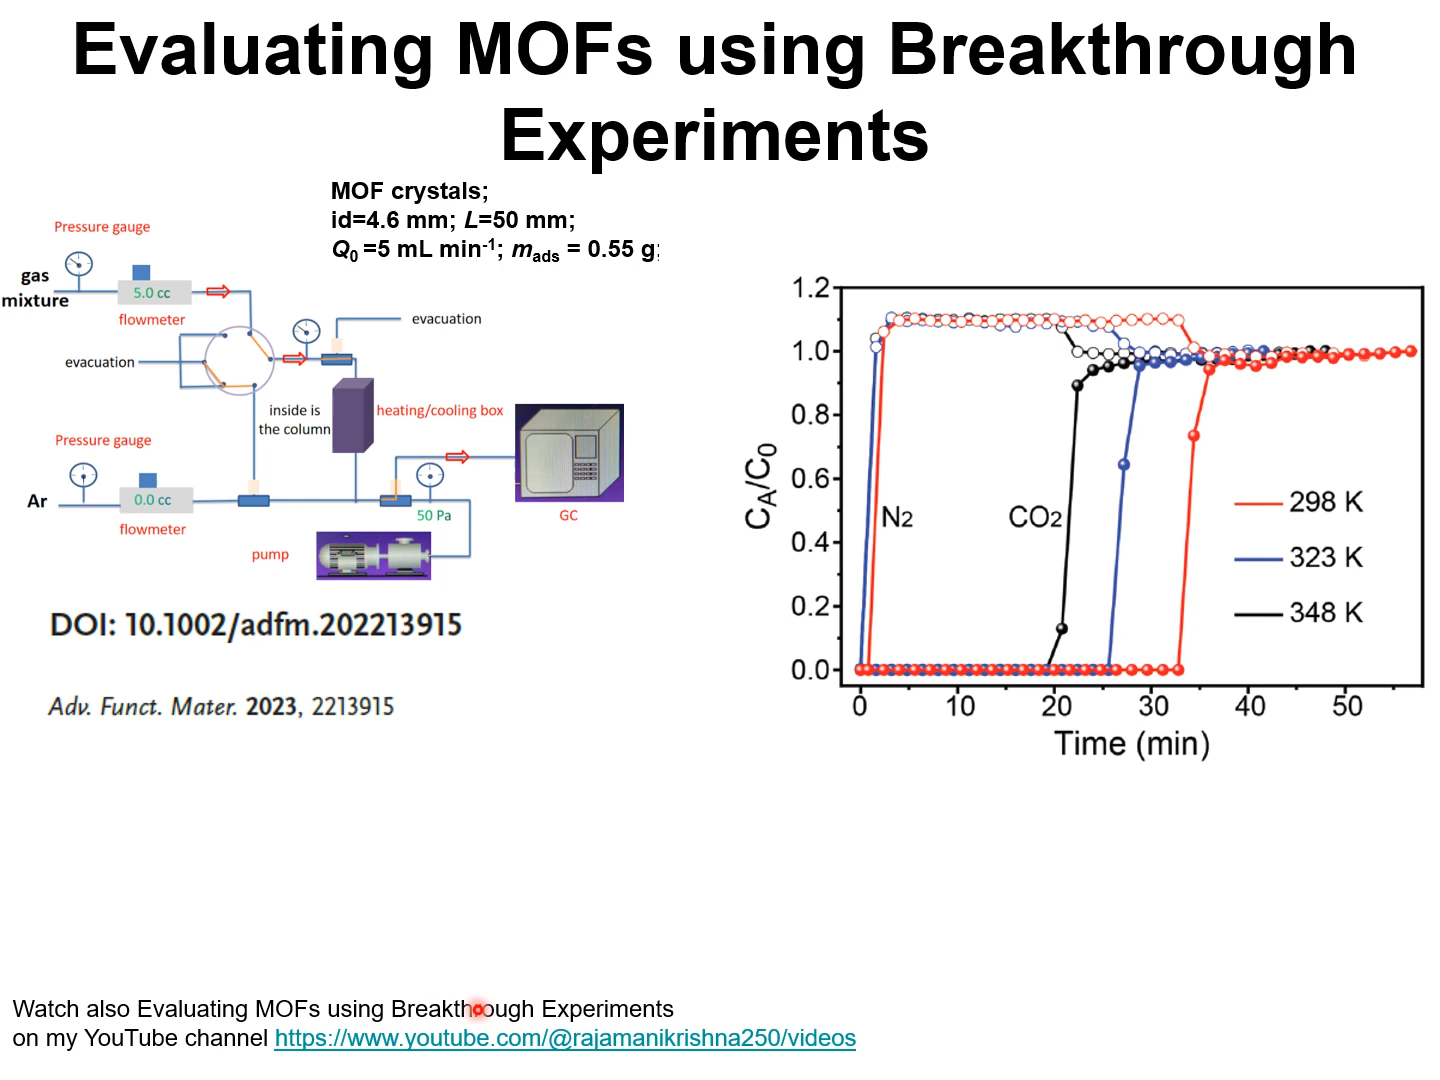 Evaluating MOFs using Breakthrough
Experiments
MOF crystals;
id=4.6 mm; L=50 mm;
Q0 =5 mL min-1; mads = 0.55 g;
Pressure gauge
gas
mixture
5.0 cc
flowmeter
evacuation
evacuation
inside is
the column
heating/cooling box
Pressure gauge
Ar
0.0 cc
flowmeter
50 Pa
GC
pump
DOI: 10.1002/adfm.202213915
Adv. Funct. Mater. 2023, 2213915
1.2
1.0
0.8
0.6
0.4
0.2
0.0
CA/C0
N2
CO2
298 K
323 K
348 K
0 10 20 30 40 50
Time (min)
Watch also Evaluating MOFs using Breakthrough Experiments
on my YouTube channel https://www.youtube.com/@rajamanikrishna250/videos